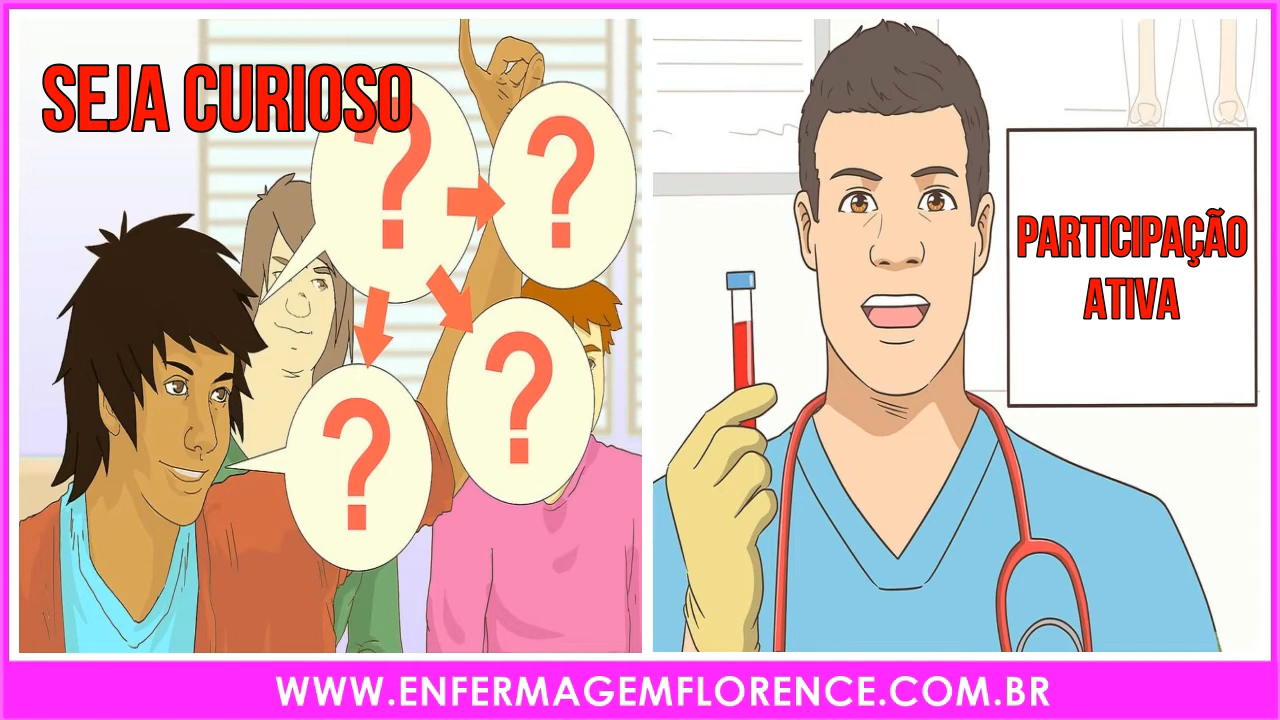 SEJA CURIOSO
?
?
?
?
PARTICIPAÇÃO
ATIVA
WWW.ENFERMAGEMFLORENCE.COM.BR